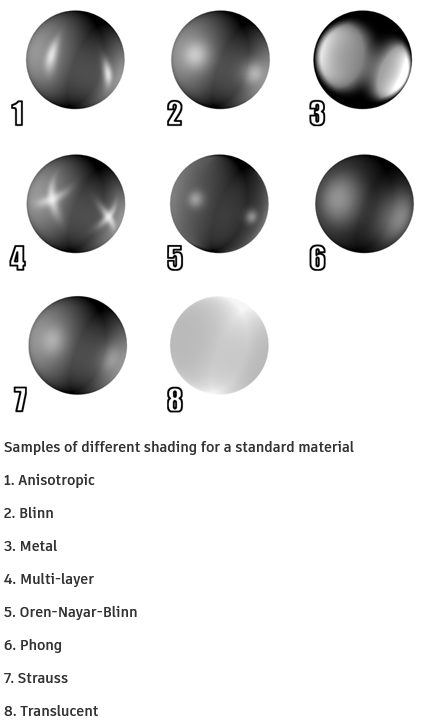 1
2
3
4
5
6
7
8
Samples of different shading for a standard material
1. Anisotropic
2. Blinn
3. Metal
4. Multi-layer
5. Oren-Nayar-Blinn
6. Phong
7. Strauss
8. Translucent